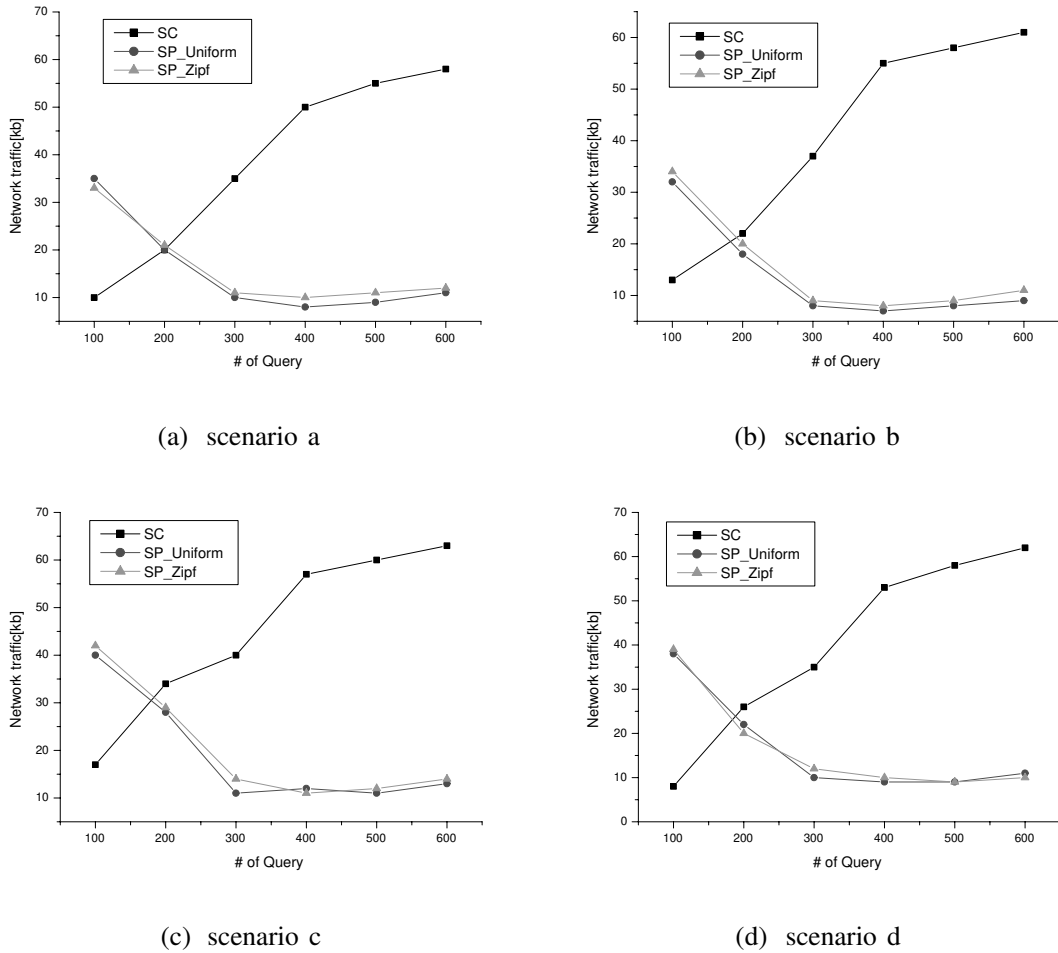 70
60
50
40
30
20
10
Network traffic[kb]
SC
SP_Uniform
SP_Zipf
100 200 300 400 500 600
# of Query
(a) scenario a
60
50
40
30
20
10
Network traffic[kb]
SC
SP_Uniform
SP_Zipf
100 200 300 400 500 600
# of Query
(b) scenario b
70
60
50
40
30
20
10
Network traffic[kb]
SC
SP_Uniform
SP_Zipf
100 200 300 400 500 600
# of Query
(c) scenario c
70
60
50
40
30
20
10
0
Network traffic[kb]
SC
SP_Uniform
SP_Zipf
100 200 300 400 500 600
# of Query
(d) scenario d